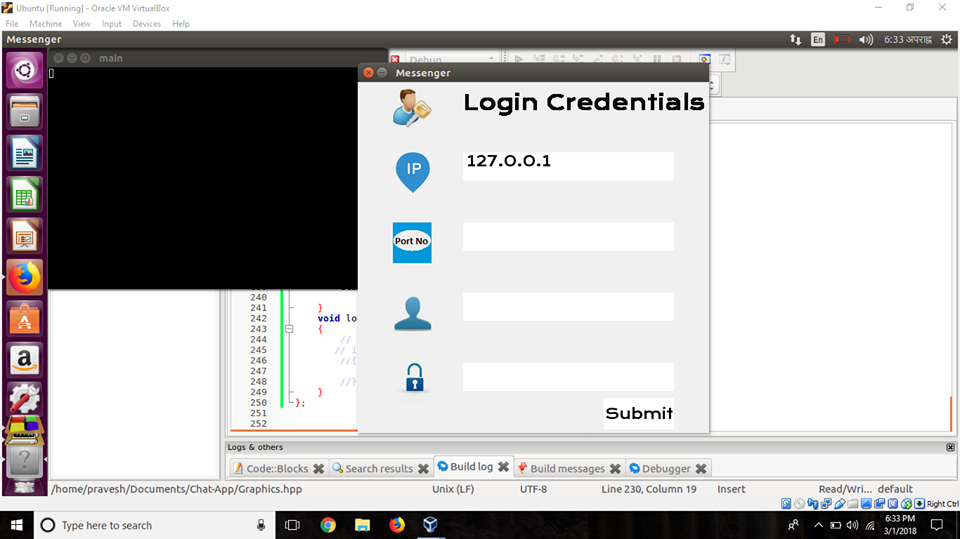 Ubuntu [Running] - Oracle VM VirtualBox
File Machine View Input Devices Help
Messenger
En
6:33 अपराह्न
main
Debug
Messenger
Login Credentials
IP
127.0.0.1
Port No
Submit
240
241 }
242 void lo
243 {
244 //
245 // i
246 //{
247
248 //}
249 }
250 };
251
252
Logs & others
Code::Blocks
Search results
Build log
Build messages
Debugger
/home/pravesh/Documents/Chat-App/Graphics.hpp Unix (LF) UTF-8 Line 230, Column 19 Insert Read/Wri... default
Right Ctrl
Type here to search
6:33 PM
3/1/2018